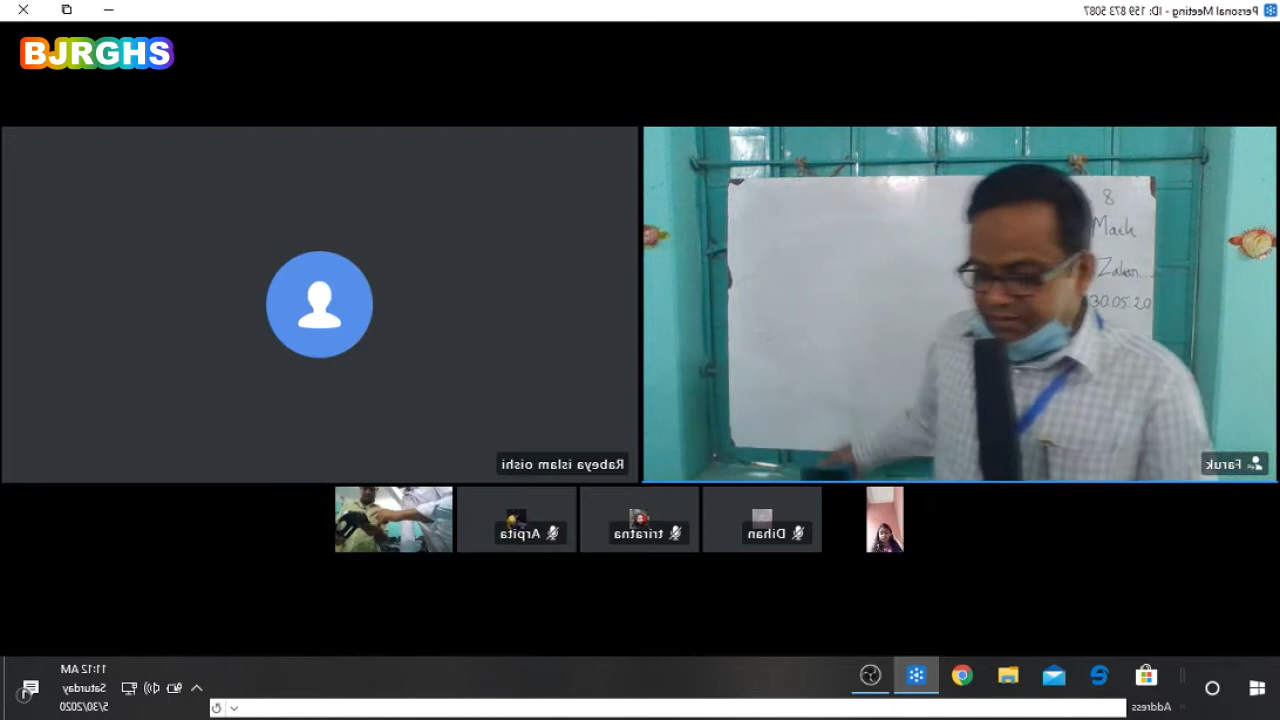 Personal Meeting - ID: 159 873 5087
BJRGHS
8
Math
30.05.20
Rabeya islam oishi
Faruk
Arpita
triratna
Dihan
11:12 AM
Saturday
5/30/2020
Address